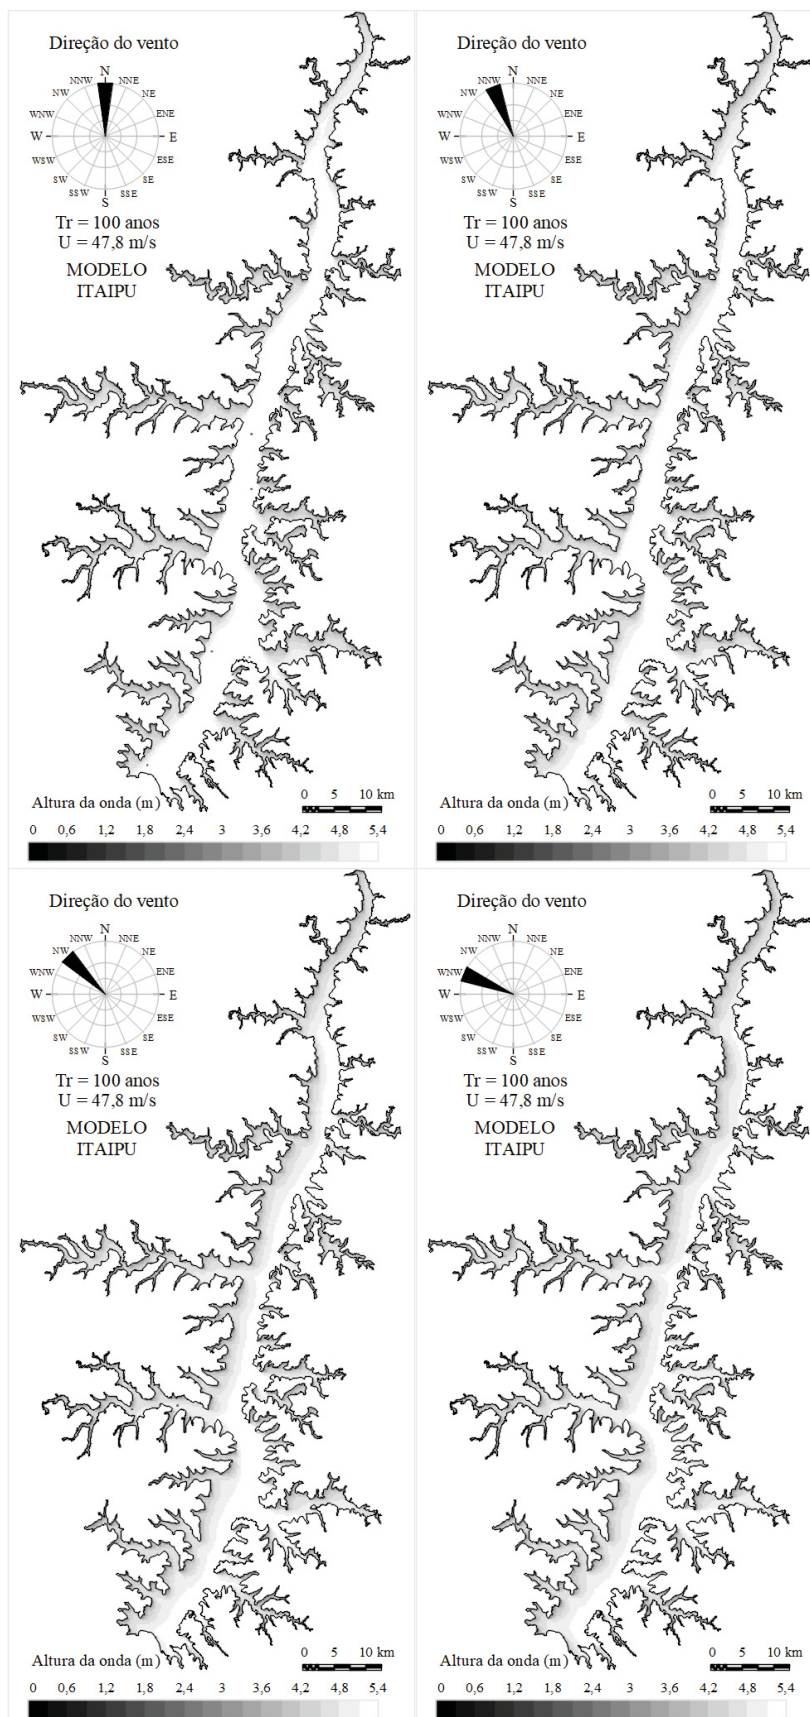 Direção do vento
N
NNW NNE
NW NE
WNW ENE
W E
WSW ESE
SW SE
SSW SSE
S
Tr = 100 anos
U = 47,8 m/s
MODELO
ITAIPU
Altura da onda (m)
0 5 10 km
0 0,6 1,2 1,8 2,4 3 3,6 4,2 4,8 5,4
Direção do vento
N
NNW NNE
NW NE
WNW ENE
W E
WSW ESE
SW SE
SSW SSE
S
Tr = 100 anos
U = 47,8 m/s
MODELO
ITAIPU
Altura da onda (m)
0 5 10 km
0 0,6 1,2 1,8 2,4 3 3,6 4,2 4,8 5,4
Direção do vento
N
NNW NNE
NW NE
WNW ENE
W E
WSW ESE
SW SE
SSW SSE
S
Tr = 100 anos
U = 47,8 m/s
MODELO
ITAIPU
Altura da onda (m)
0 5 10 km
0 0,6 1,2 1,8 2,4 3 3,6 4,2 4,8 5,4
Direção do vento
N
NNW NNE
NW NE
WNW ENE
W E
WSW ESE
SW SE
SSW SSE
S
Tr = 100 anos
U = 47,8 m/s
MODELO
ITAIPU
Altura da onda (m)
0 5 10 km
0 0,6 1,2 1,8 2,4 3 3,6 4,2 4,8 5,4